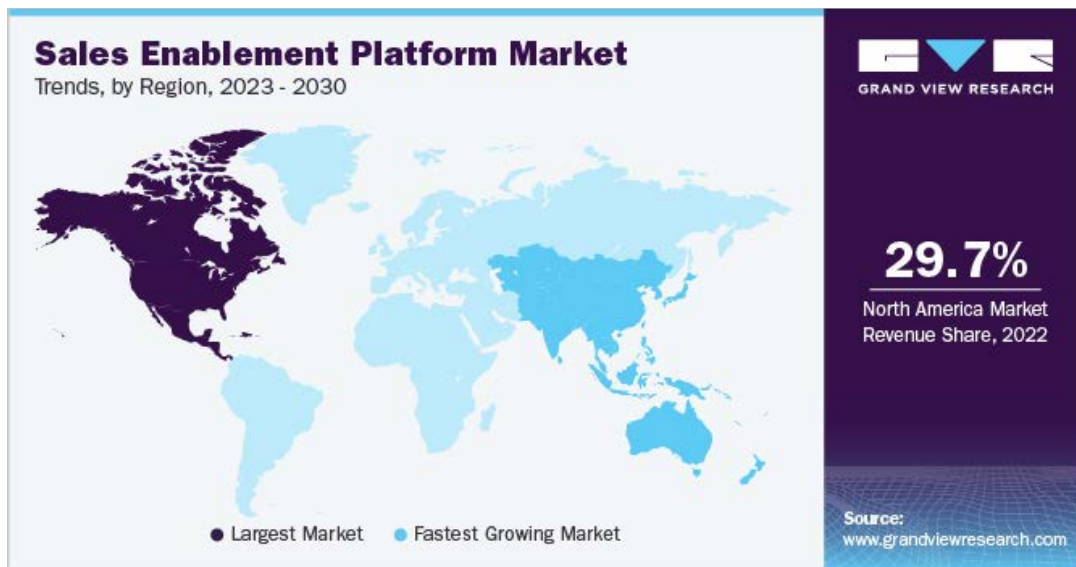 Sales Enablement Platform Market
Trends, by Region, 2023 - 2030
Largest Market
Fastest Growing Market
GRAND VIEW RESEARCH
29.7%
North America Market
Revenue Share, 2022
Source:
www.grandviewresearch.com